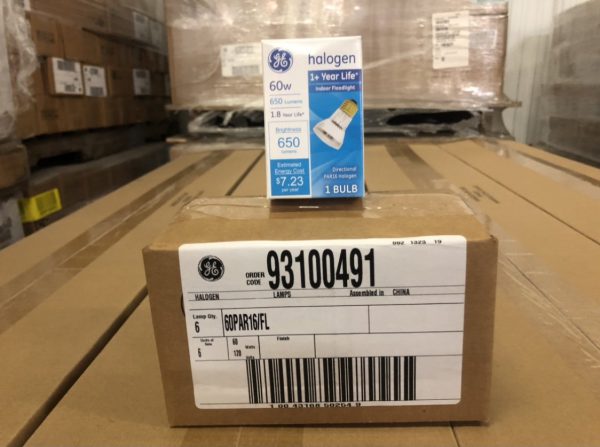 GE
halogen
1+ Year Life*
Indoor Floodlight
60w
650 Lumens
1.8 Year Life*
Brightness
650
Lumens
Estimated
Energy Cost
$7.23
per year
Directional
PAR16 Halogen
1 BULB
GE
ORDER
CODE
93100491
HALOGEN
LAMPS
Assembled in CHINA
Lamp Qty.
6
60PAR16/FL
6
60
Watts
120
Finish